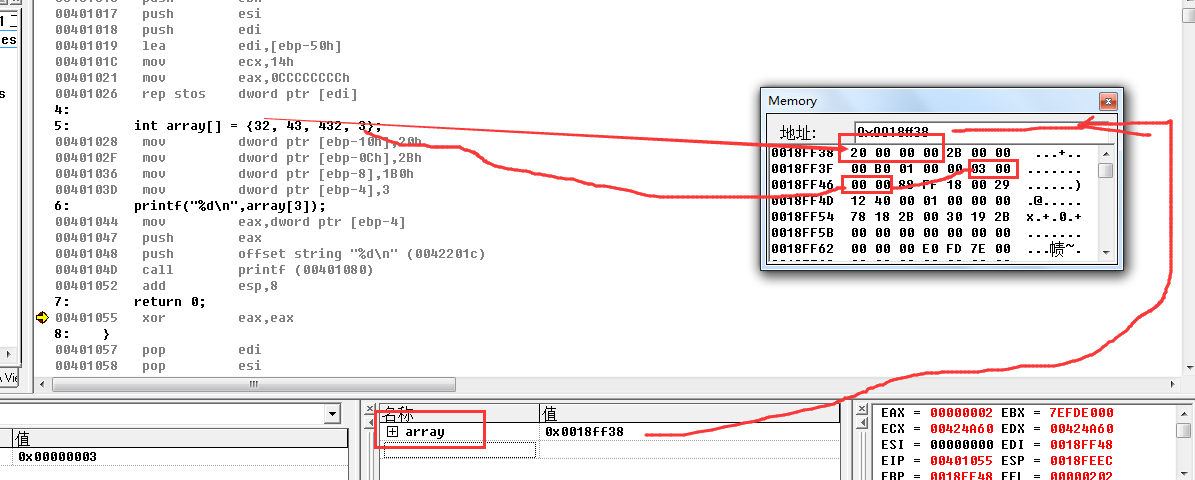 1
es
s
A Vie
00401017 push esi
00401018 push edi
00401019 lea edi,[ebp-50h]
0040101C mov ecx,14h
00401021 mov eax,0CCCCCCCCh
00401026 rep stos dword ptr [edi]
4:
5: int array[] = {32, 43, 432, 3};
00401028 mov dword ptr [ebp-10h],20h
0040102F mov dword ptr [ebp-0Ch],2Bh
00401036 mov dword ptr [ebp-8],1B0h
0040103D mov dword ptr [ebp-4],3
6: printf("%d\n",array[3]);
00401044 mov eax,dword ptr [ebp-4]
00401047 push eax
00401048 push offset string "%d\n" (0042201c)
0040104D call printf (00401080)
00401052 add esp,8
7: return 0;
00401055 xor eax,eax
8: }
00401057 pop edi
00401058 pop esi
Memory
地址: 0x0018ff38
0018FF38 20 00 00 00 2B 00 00 ...+..
0018FF3F 00 B0 01 00 00 03 00 .......
0018FF46 00 00 88 FF 18 00 29 ......)
0018FF4D 12 40 00 01 00 00 00 .@.....
0018FF54 78 18 2B 00 30 19 2B x.+.0.+
0018FF5B 00 00 00 00 00 00 00 .......
0018FF62 00 00 00 E0 FD 7E 00
值
0x00000003
名称 值
array 0x0018ff38
EAX = 00000002 EBX = 7EFDE000
ECX = 00424A60 EDX = 00424A60
ESI = 00000000 EDI = 0018FF48
EIP = 00401055 ESP = 0018FEEC
EBP = 0018FF48 EFL = 00000202